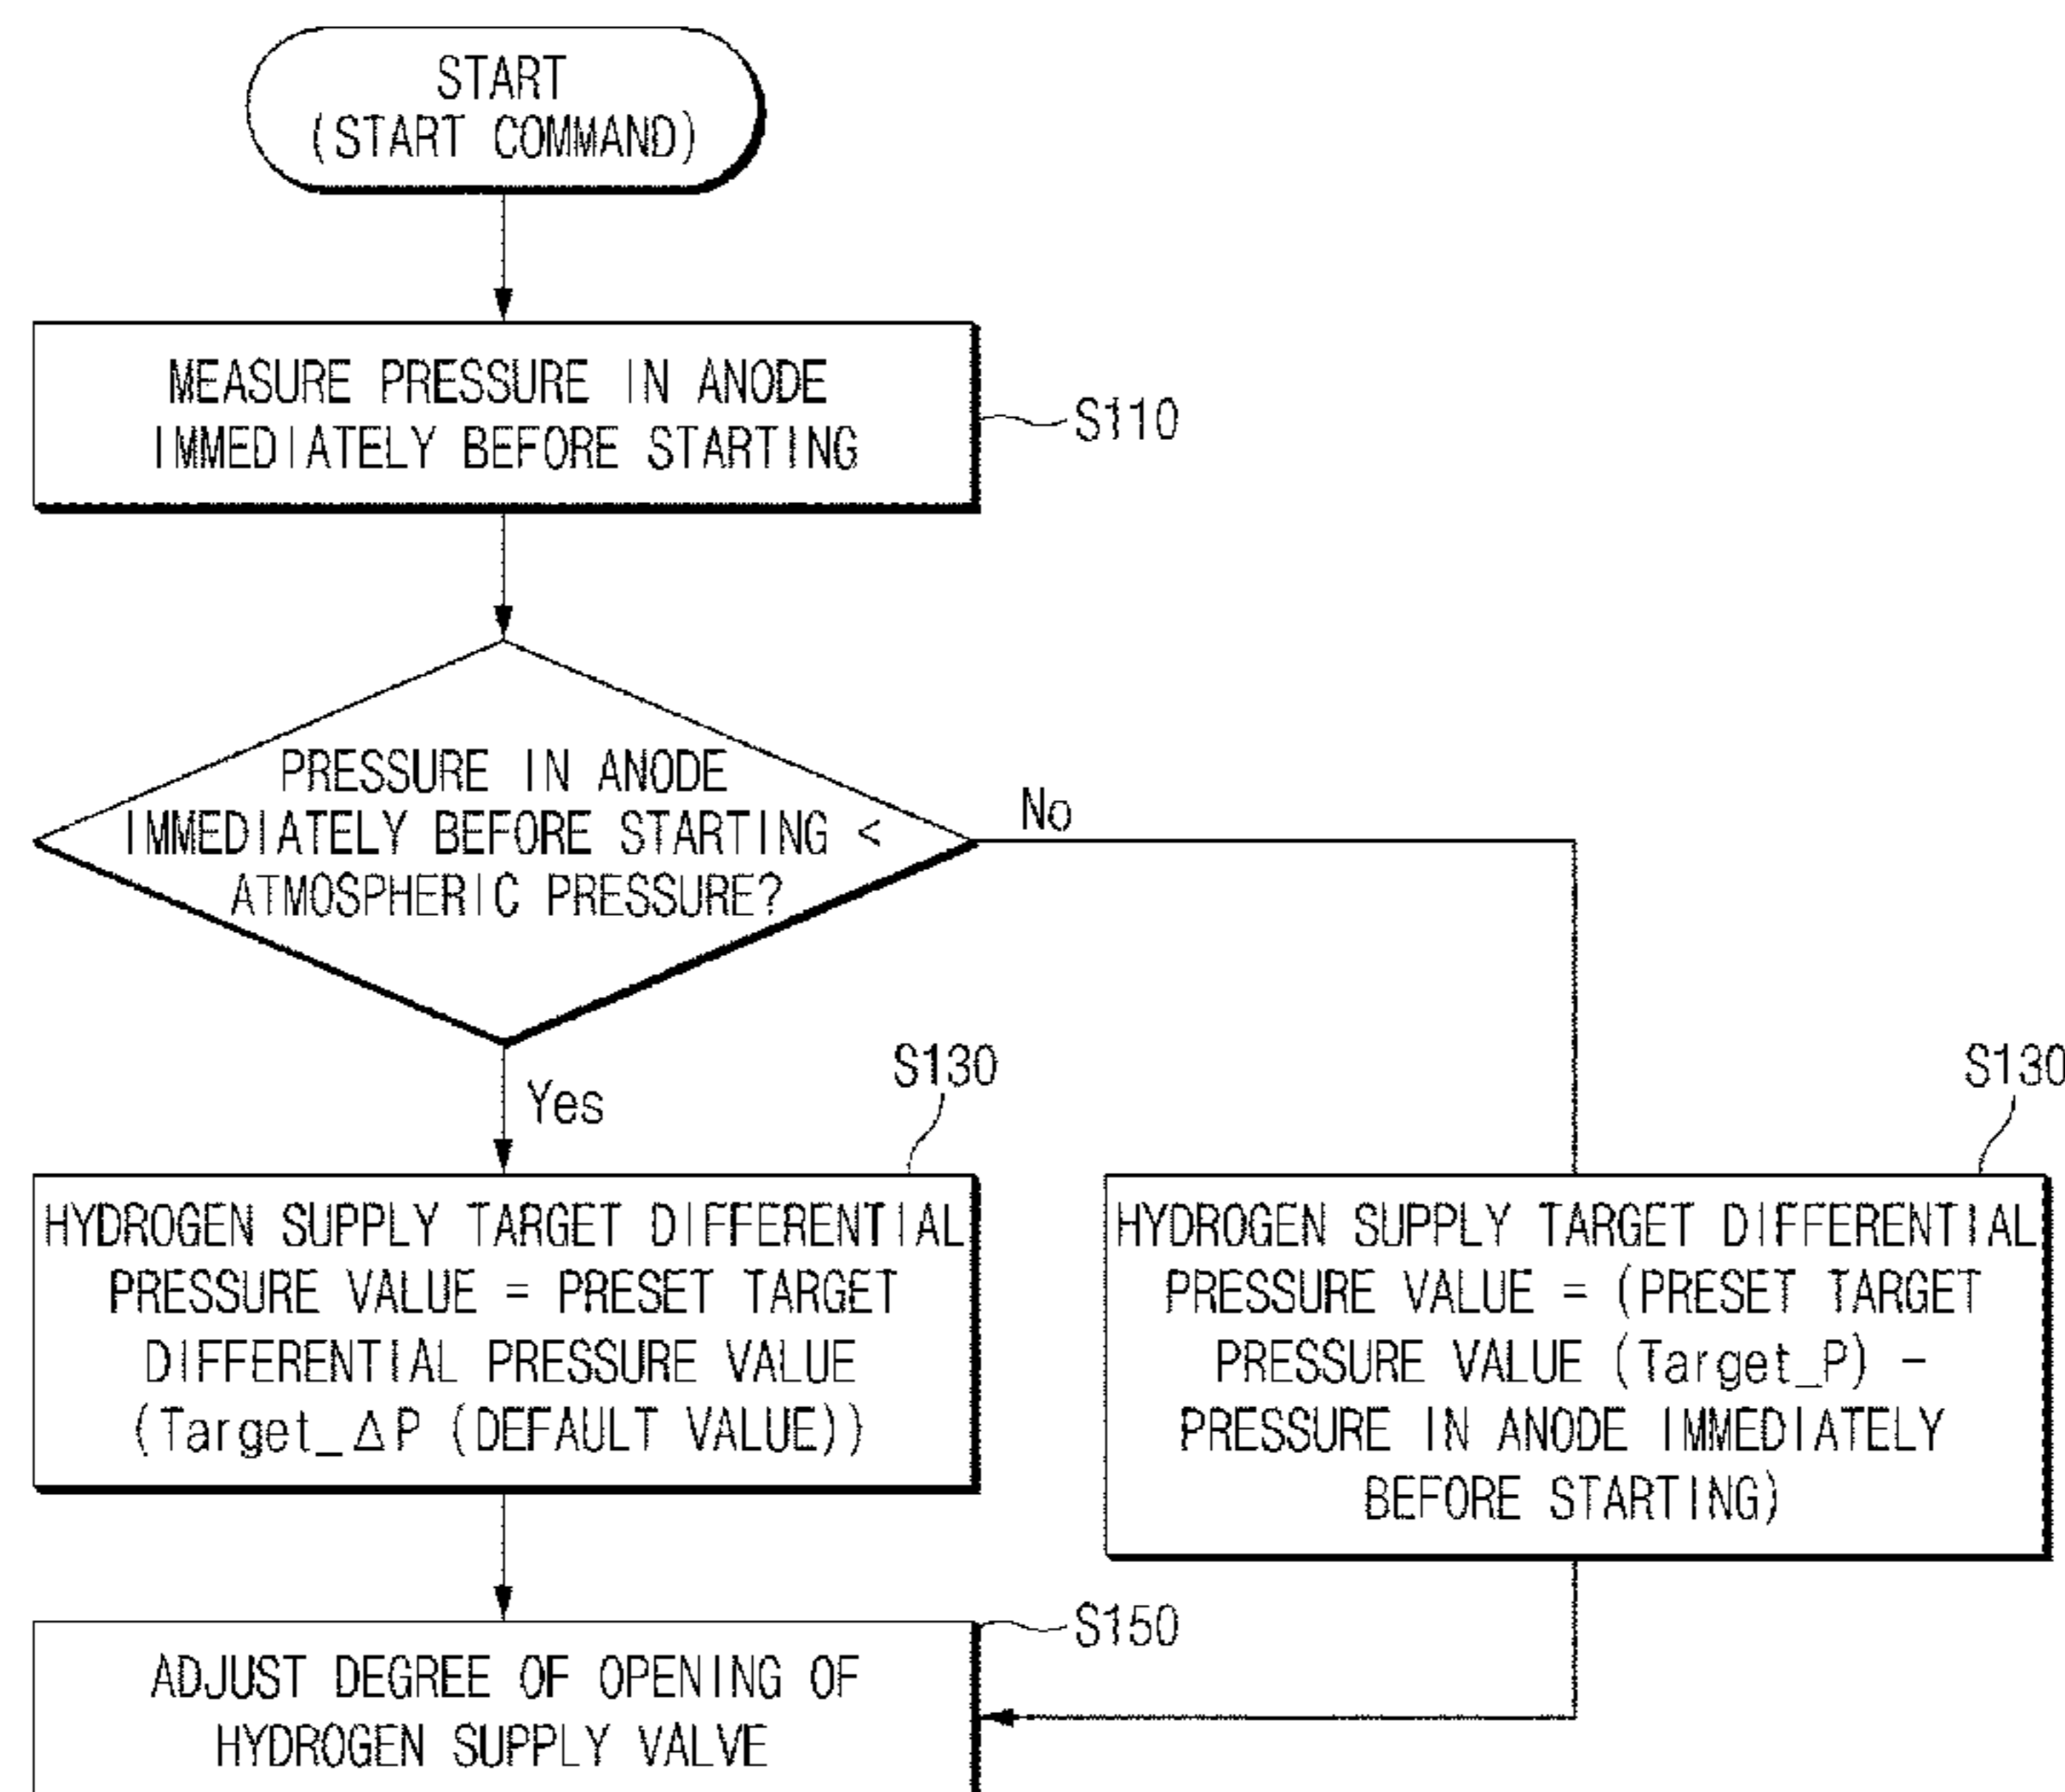 START
(START COMMAND)
MEASURE PRESSURE IN ANODE
IMMEDIATELY BEFORE STARTING
S110
PRESSURE IN ANODE
IMMEDIATELY BEFORE STARTING <
ATMOSPHERIC PRESSURE?
No
Yes
S130
HYDROGEN SUPPLY TARGET DIFFERENTIAL
PRESSURE VALUE = PRESET TARGET
DIFFERENTIAL PRESSURE VALUE
(Target_ΔP (DEFAULT VALUE))
S130
HYDROGEN SUPPLY TARGET DIFFERENTIAL
PRESSURE VALUE = (PRESET TARGET
PRESSURE VALUE (Target_P) -
PRESSURE IN ANODE IMMEDIATELY
BEFORE STARTING)
S150
ADJUST DEGREE OF OPENING OF
HYDROGEN SUPPLY VALVE